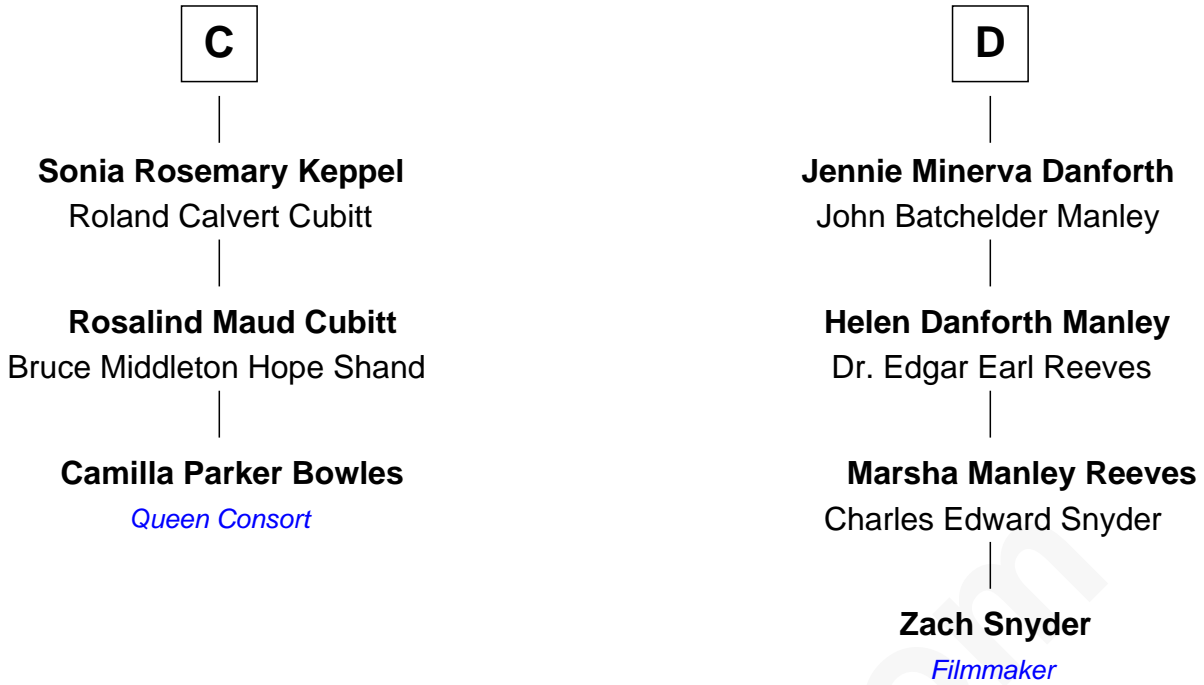 C
Sonia Rosemary Keppel
Roland Calvert Cubitt
Rosalind Maud Cubitt
Bruce Middleton Hope Shand
Camilla Parker Bowles
Queen Consort
D
Jennie Minerva Danforth
John Batchelder Manley
Helen Danforth Manley
Dr. Edgar Earl Reeves
Marsha Manley Reeves
Charles Edward Snyder
Zach Snyder
Filmmaker